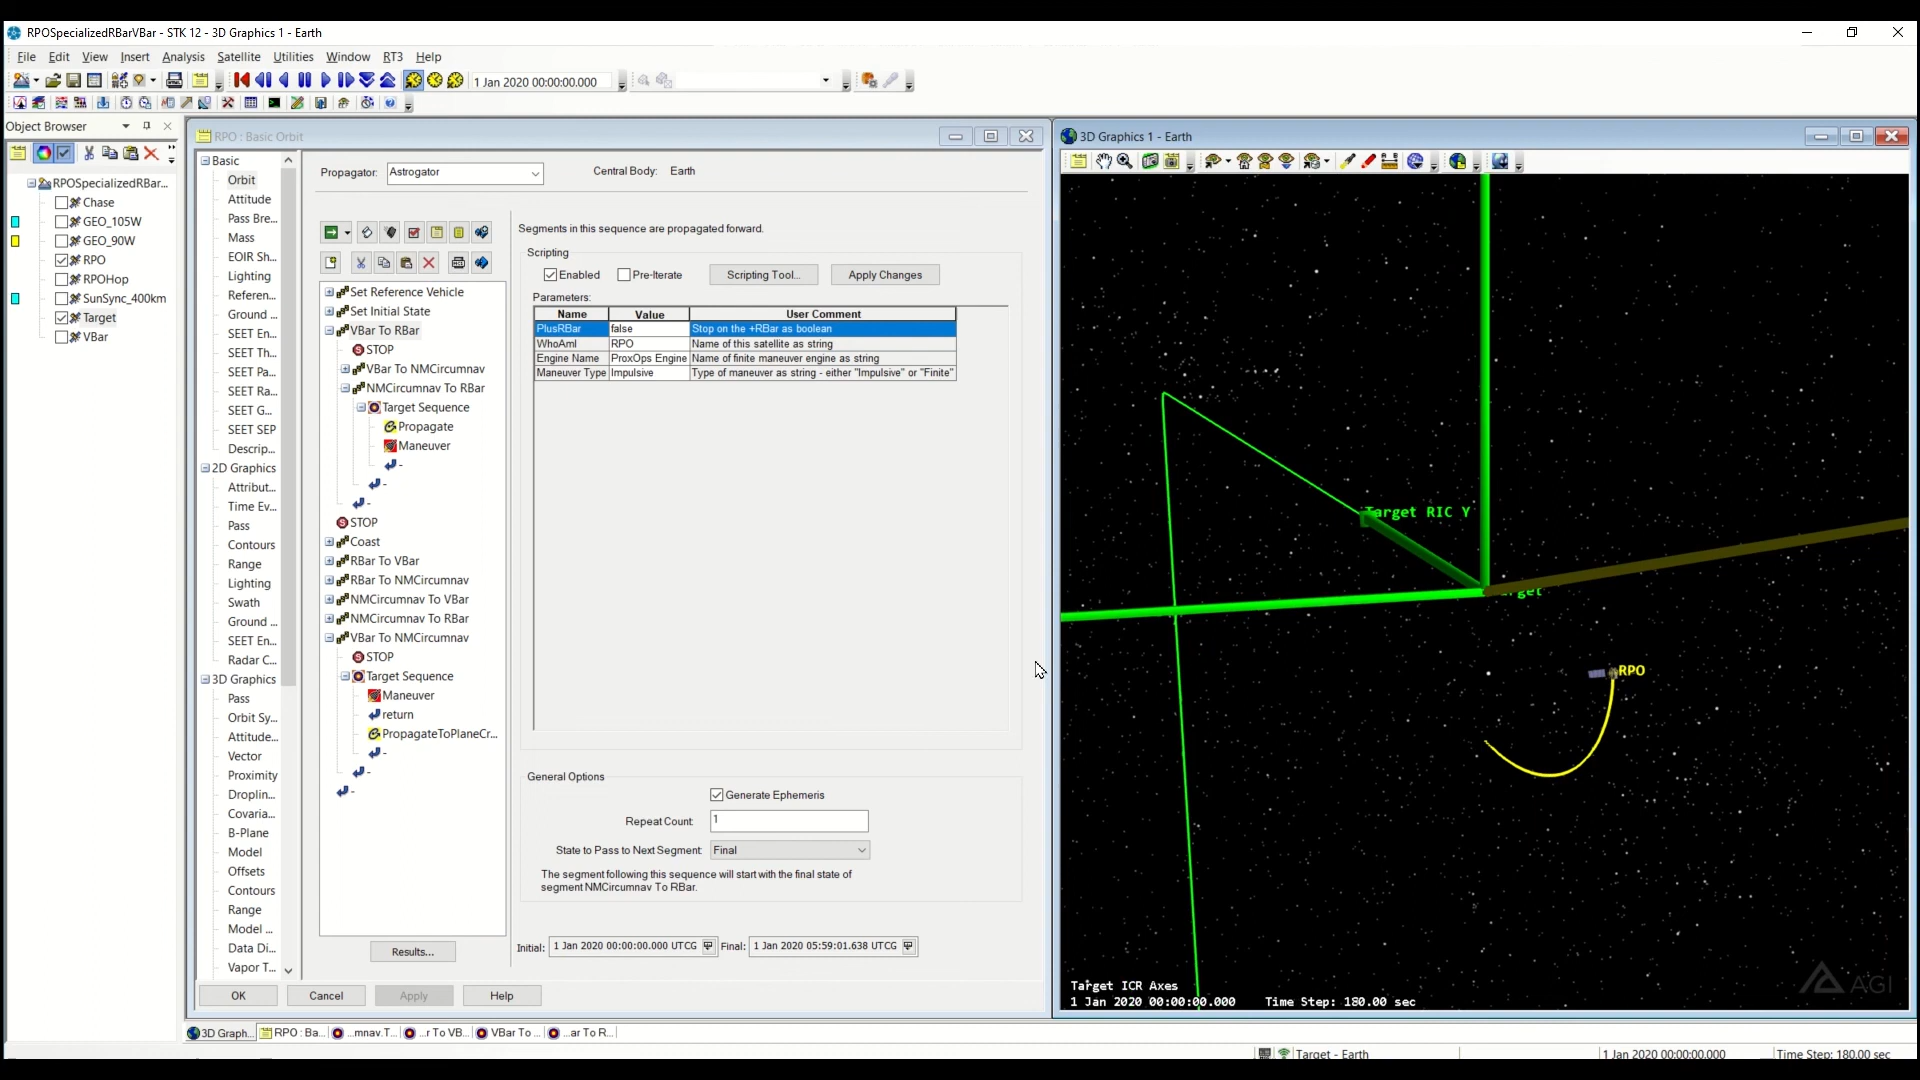 RPOSpecializedRBarVBar - STK 12 - 3D Graphics 1 - Earth
File Edit View Insert Analysis Satellite Utilities Window RT3 Help
1 Jan 2020 00:00:00.000
Object Browser
RPOSpecializedRBar...
Chase
GEO_105W
GEO_90W
RPO
RPOHop
SunSync_400km
Target
VBar
RPO : Basic Orbit
Basic
Orbit
Attitude
Pass Bre...
Mass
EOIR Sh...
Lighting
Referen...
Ground ...
SEET En...
SEET Th...
SEET Pa...
SEET Ra...
SEET G...
SEET SEP
Descrip...
2D Graphics
Attribut...
Time Ev...
Pass
Contours
Range
Lighting
Swath
Ground ...
SEET En...
Radar C...
3D Graphics
Pass
Orbit Sy...
Attitude...
Vector
Proximity
Droplin...
Covaria...
B-Plane
Model
Offsets
Contours
Range
Model ...
Data Di...
Vapor T...
Propagator: Astrogator Central Body: Earth
Set Reference Vehicle
Set Initial State
VBar To RBar
STOP
VBar To NMCircumnav
NMCircumnav To RBar
Target Sequence
Propagate
Maneuver
-
-
-
STOP
Coast
RBar To VBar
RBar To NMCircumnav
NMCircumnav To VBar
NMCircumnav To RBar
VBar To NMCircumnav
STOP
Target Sequence
Maneuver
return
PropagateToPlaneCr...
-
-
-
Results...
Segments in this sequence are propagated forward.
Scripting
Enabled Pre-Iterate Scripting Tool... Apply Changes
Parameters:
Name Value User Comment
PlusRBar false Stop on the +RBar as boolean
WhoAmI RPO Name of this satellite as string
Engine Name ProxOps Engine Name of finite maneuver engine as string
Maneuver Type Impulsive Type of maneuver as string - either "Impulsive" or "Finite"
General Options
Generate Ephemeris
Repeat Count: 1
State to Pass to Next Segment: Final
The segment following this sequence will start with the final state of
segment NMCircumnav To RBar.
Initial: 1 Jan 2020 00:00:00.000 UTCG Final: 1 Jan 2020 05:59:01.638 UTCG
OK Cancel Apply Help
3D Graphics 1 - Earth
Target RIC Y
RPO
AGI
Target ICR Axes
1 Jan 2020 00:00:00.000 Time Step: 180.00 sec
3D Graph... RPO : Ba... ...mnav.T... ...r To VB... VBar To ... ...ar To R...
Target - Earth 1 Jan 2020 00:00:00.000 Time Step: 180.00 sec